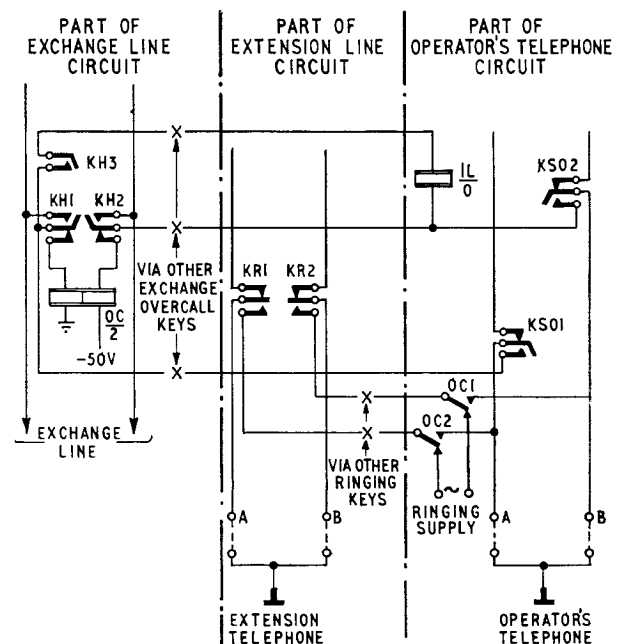 PART OF
EXCHANGE LINE
CIRCUIT
PART OF
EXTENSION LINE
CIRCUIT
PART OF
OPERATOR'S TELEPHONE
CIRCUIT
X
KH3
IL
O
KSO2
KH1
KH2
X
VIA OTHER
EXCHANGE
OVERCALL
KEYS
KR1
KR2
OC
2
-50V
KSO1
X
OC1
X
OC2
X
EXCHANGE
LINE
VIA OTHER
RINGING
KEYS
~
RINGING
SUPPLY
A
B
A
B
EXTENSION
TELEPHONE
OPERATOR'S
TELEPHONE